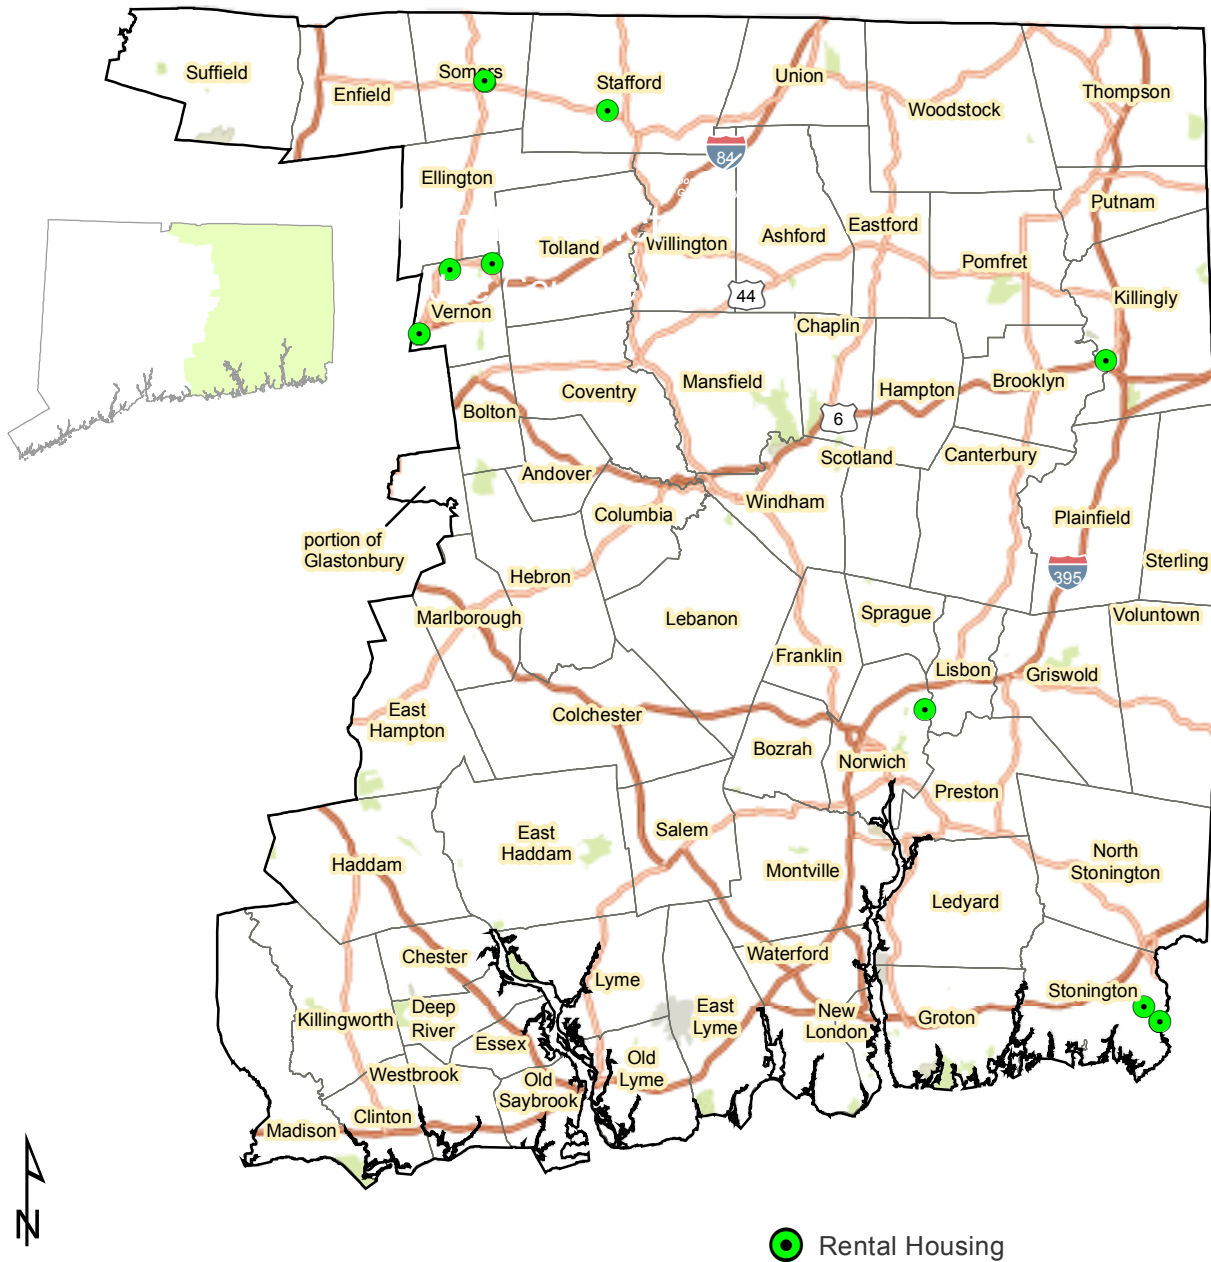 Suffield
Enfield
Somers
Stafford
Union
Woodstock
Thompson
84
Ellington
Putnam
Tolland
Willington
Ashford
Eastford
Pomfret
44
Killingly
Vernon
Chaplin
Coventry
Mansfield
Hampton
Brooklyn
Bolton
6
Scotland
Canterbury
Andover
Windham
Columbia
Plainfield
portion of
Glastonbury
Sterling
Hebron
395
Marlborough
Lebanon
Sprague
Voluntown
Franklin
Lisbon
Griswold
East
Hampton
Colchester
Bozrah
Norwich
Preston
Salem
East
Haddam
Haddam
Montville
North
Stonington
Ledyard
Chester
Waterford
Lyme
Stonington
Killingworth
Deep
River
East
Lyme
New
London
Groton
Essex
Westbrook
Old
Lyme
Old
Saybrook
Clinton
Madison
N
Rental Housing